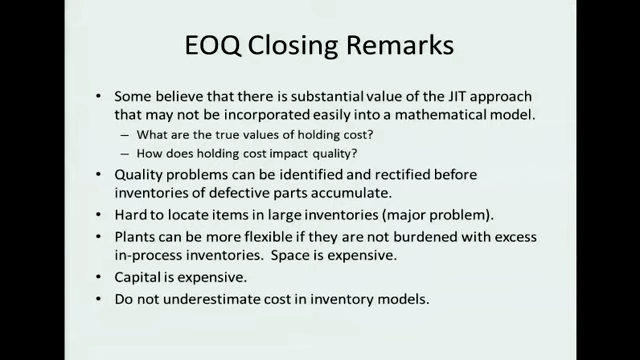 EOQ Closing Remarks
• Some believe that there is substantial value of the JIT approach
that may not be incorporated easily into a mathematical model.
– What are the true values of holding cost?
– How does holding cost impact quality?
• Quality problems can be identified and rectified before
inventories of defective parts accumulate.
• Hard to locate items in large inventories (major problem).
• Plants can be more flexible if they are not burdened with excess
in-process inventories.  Space is expensive.
• Capital is expensive.
• Do not underestimate cost in inventory models.